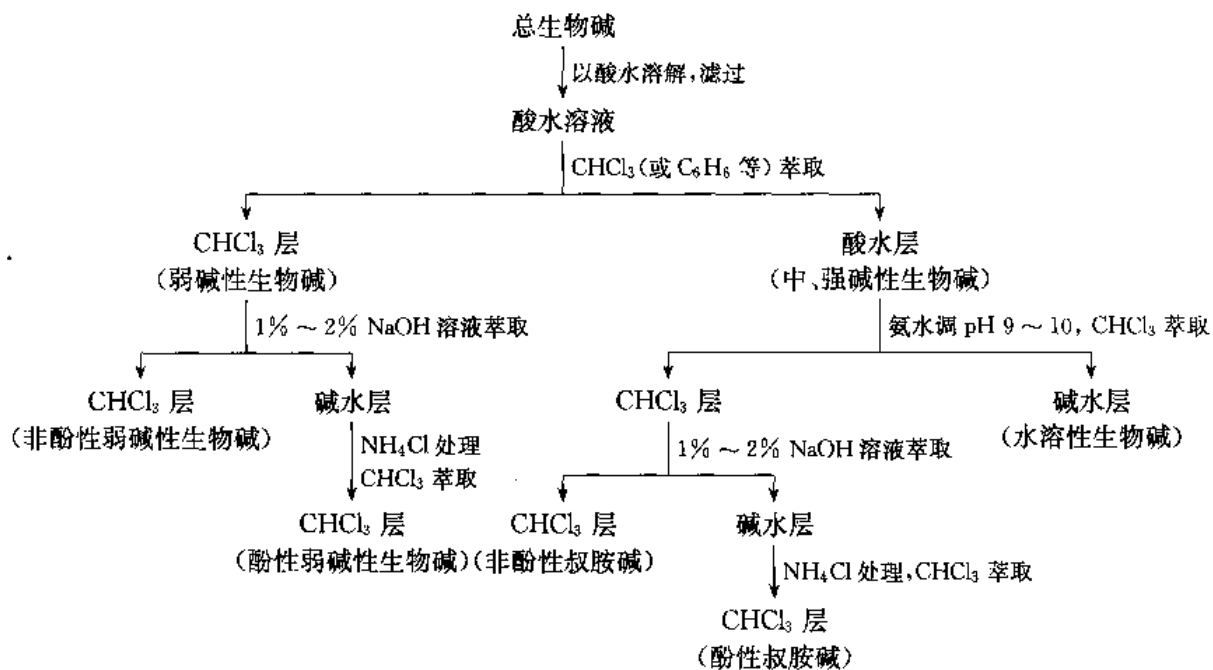 总生物碱
以酸水溶解,滤过
酸水溶液
CHCl₃(或 C₆H₆ 等) 萃取
CHCl₃ 层
(弱碱性生物碱)
酸水层
(中、强碱性生物碱)
1% ~ 2% NaOH 溶液萃取
氨水调 pH 9 ~ 10, CHCl₃ 萃取
CHCl₃ 层
(非酚性弱碱性生物碱)
碱水层
CHCl₃ 层
碱水层
(水溶性生物碱)
NH₄Cl 处理
CHCl₃ 萃取
1% ~ 2% NaOH 溶液萃取
CHCl₃ 层
(酚性弱碱性生物碱)
CHCl₃ 层
(非酚性叔胺碱)
碱水层
NH₄Cl 处理,CHCl₃ 萃取
CHCl₃ 层
(酚性叔胺碱)